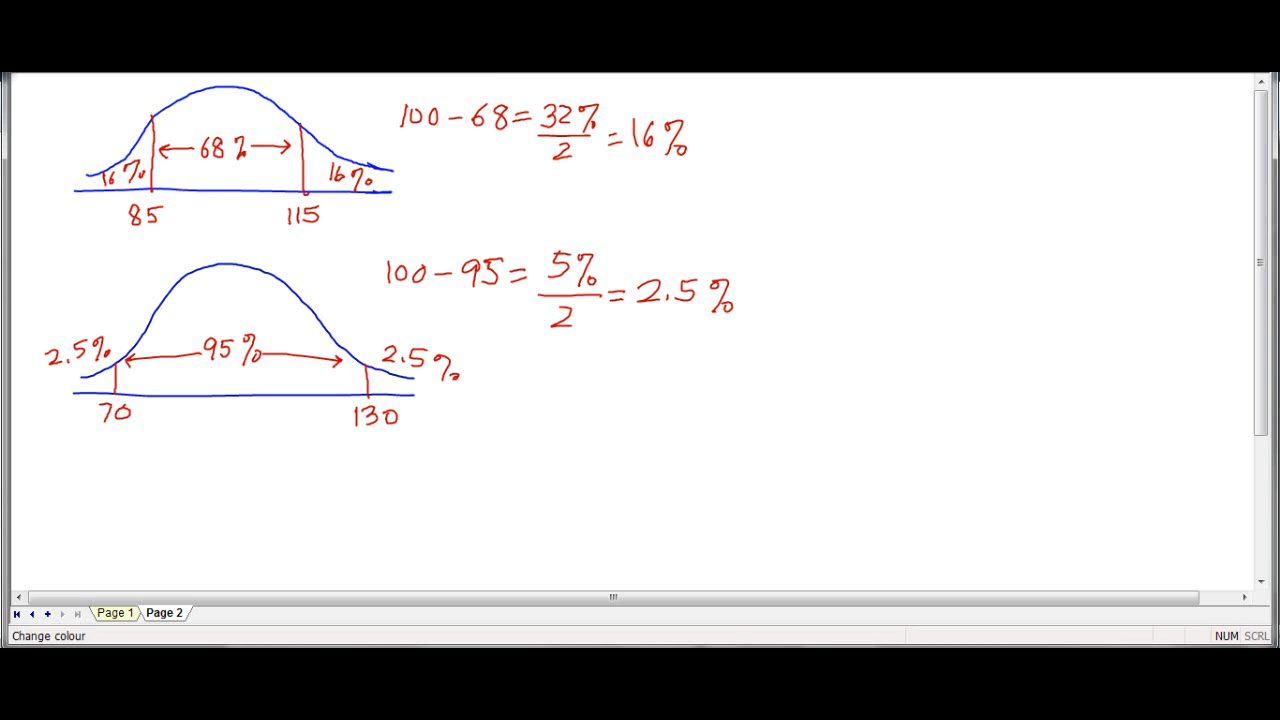 100 - 68 = 32% / 2 = 16%
68%
16% 16%
85 115
100 - 95 = 5% / 2 = 2.5%
2.5% 95% 2.5%
70 130
Page 1 Page 2
Change colour NUM SCRL